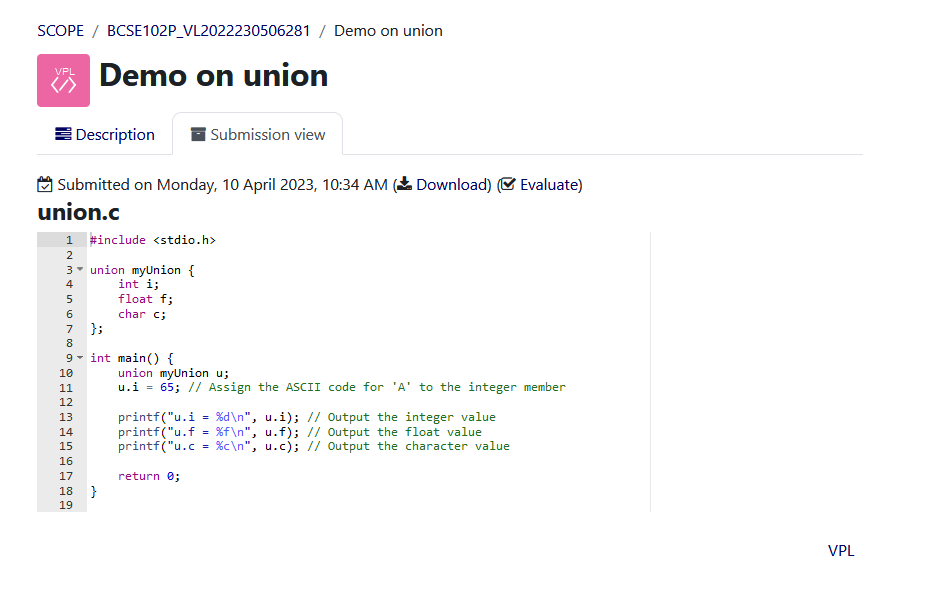 SCOPE / BCSE102P_VL2022230506281 / Demo on union
VPL
Demo on union
Description
Submission view
Submitted on Monday, 10 April 2023, 10:34 AM (Download) (Evaluate)
union.c
1 #include <stdio.h>
2
3 union myUnion {
4     int i;
5     float f;
6     char c;
7 };
8
9 int main() {
10     union myUnion u;
11     u.i = 65; // Assign the ASCII code for 'A' to the integer member
12
13     printf("u.i = %d\n", u.i); // Output the integer value
14     printf("u.f = %f\n", u.f); // Output the float value
15     printf("u.c = %c\n", u.c); // Output the character value
16
17     return 0;
18 }
19
VPL